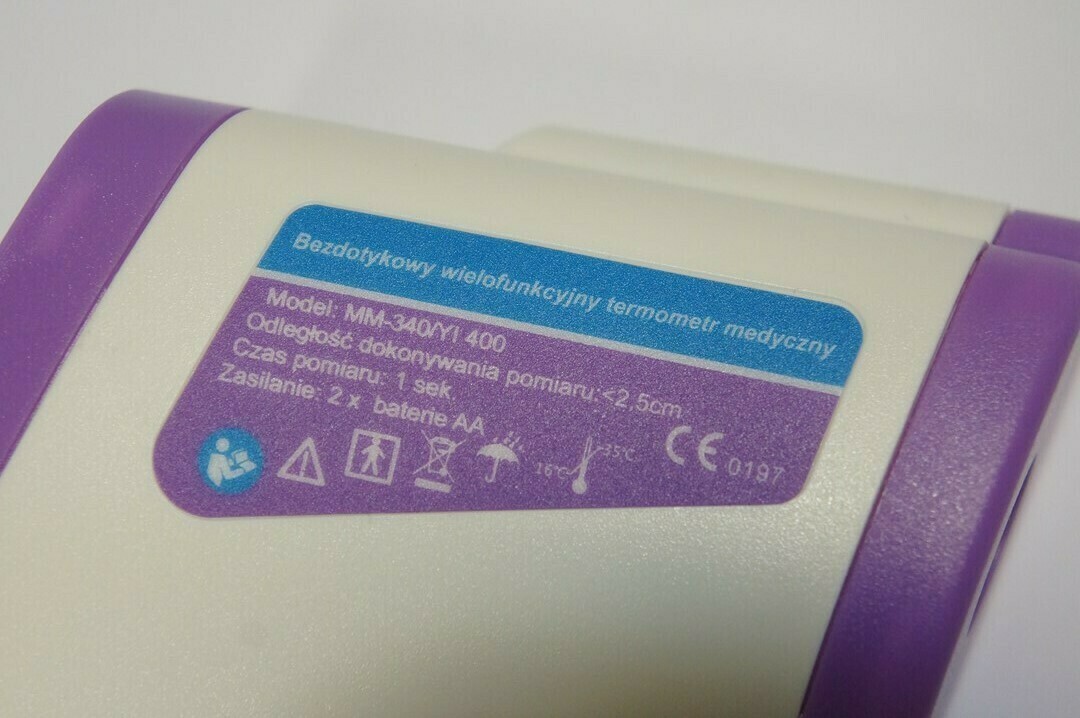 Bezdotykowy wielofunkcyjny termometr medyczny
Model: MM-340/YI 400
Odległość dokonywania pomiaru:<2,5cm
Czas pomiaru: 1 sek
Zasilanie: 2 x baterie AA
16°C 35°C CE 0197